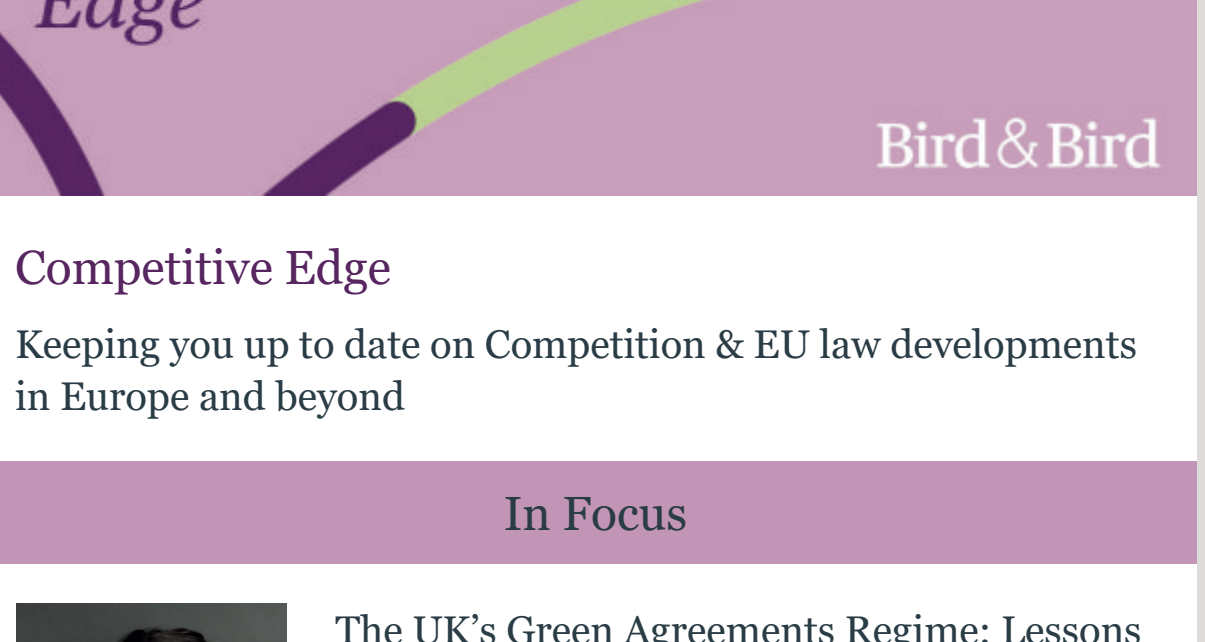 Edge
Bird & Bird
Competitive Edge
Keeping you up to date on Competition & EU law developments
in Europe and beyond
In Focus
The UK's Green Agreements Regime: Lessons